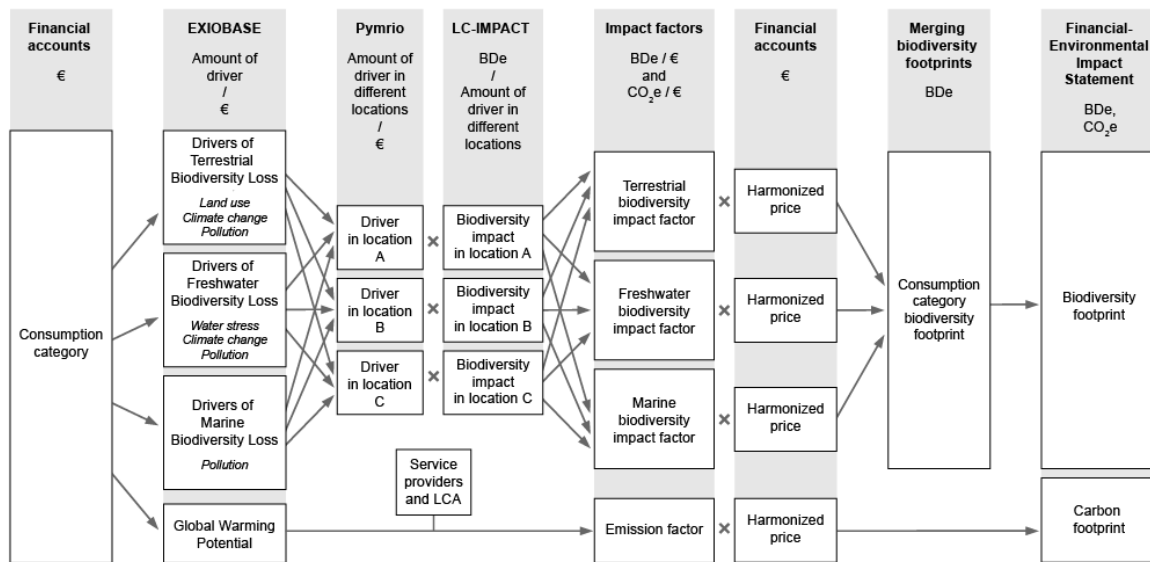 Financial
accounts
€
EXIOBASE
Amount of
driver
/
€
Pymrio
Amount of
driver in
different
locations
/
€
LC-IMPACT
BDe
/
Amount of
driver in
different
locations
Impact factors
BDe / €
and
CO₂e / €
Financial
accounts
€
Merging
biodiversity
footprints
BDe
Financial-
Environmental
Impact
Statement
BDe,
CO₂e
Consumption
category
Drivers of
Terrestrial
Biodiversity Loss
Land use
Climate change
Pollution
Drivers of
Freshwater
Biodiversity Loss
Water stress
Climate change
Pollution
Drivers of
Marine
Biodiversity Loss
Pollution
Global Warming
Potential
Driver
in location
A
×
Biodiversity
impact
in location A
Driver
in location
B
×
Biodiversity
impact
in location B
Driver
in location
C
×
Biodiversity
impact
in location C
Service
providers
and LCA
Terrestrial
biodiversity
impact factor
×
Harmonized
price
Freshwater
biodiversity
impact factor
×
Harmonized
price
Marine
biodiversity
impact factor
×
Harmonized
price
Emission factor
×
Harmonized
price
Consumption
category
biodiversity
footprint
Biodiversity
footprint
Carbon
footprint